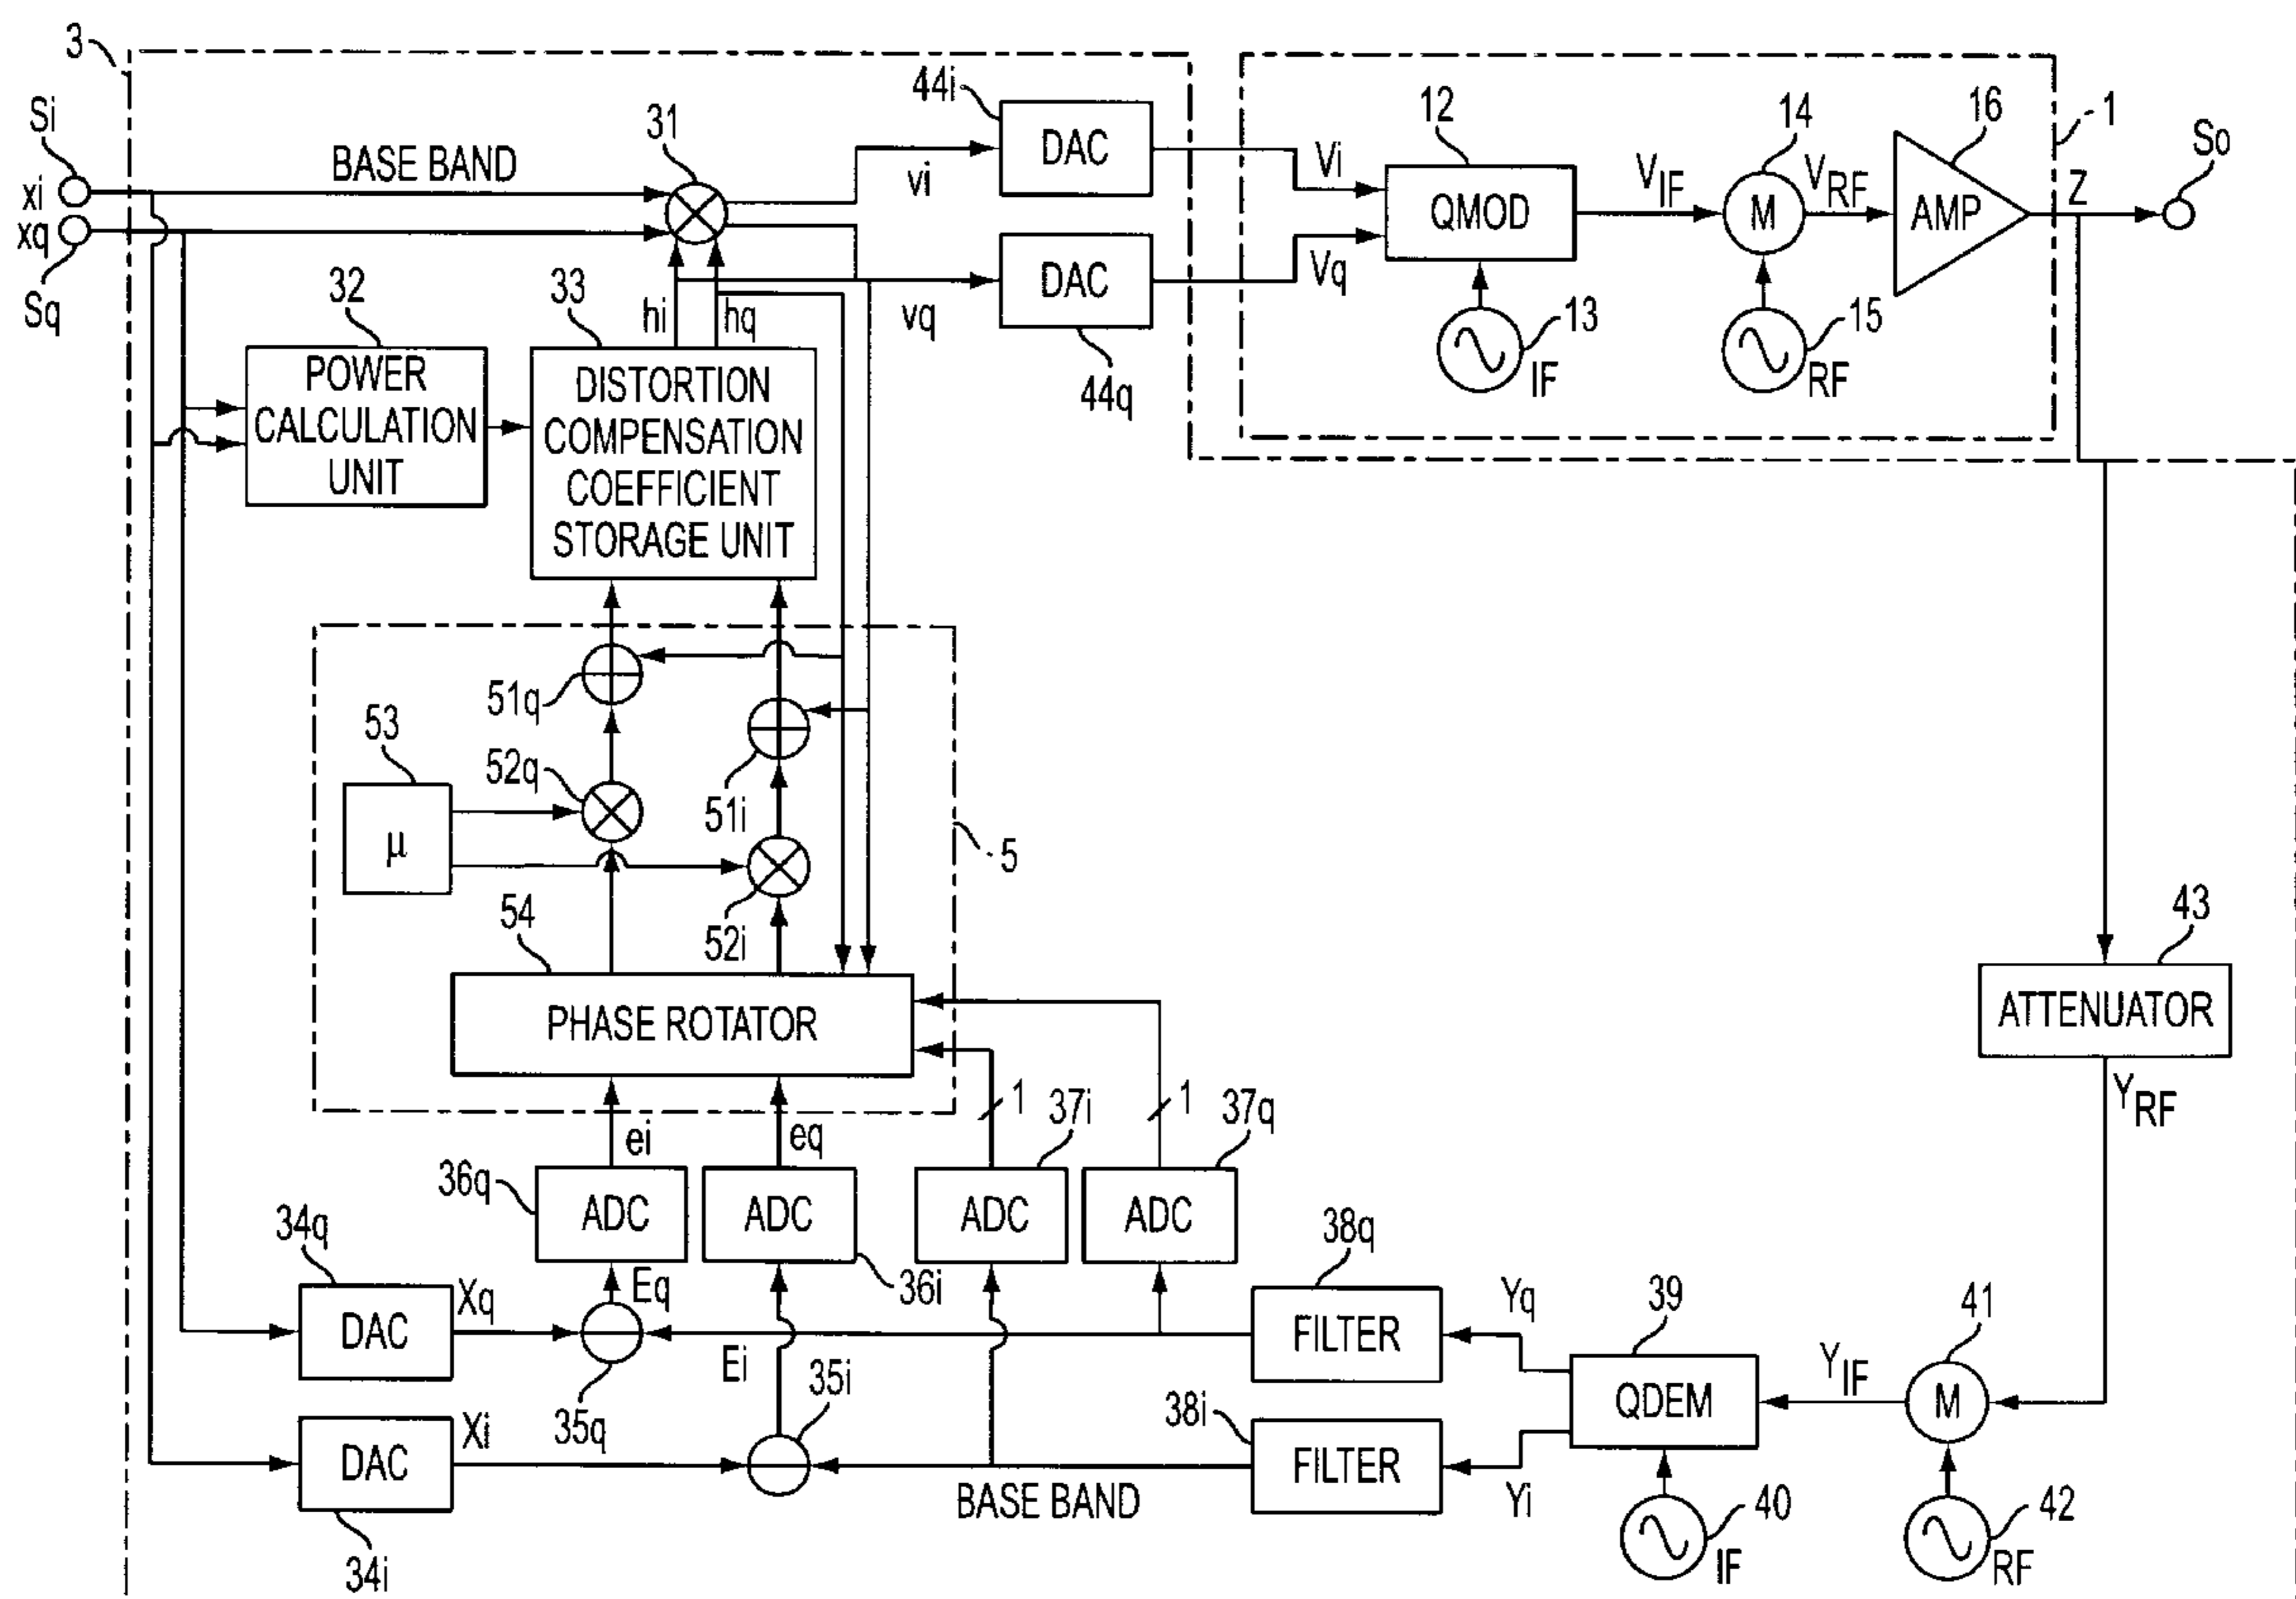 3
Si
xi
xq
Sq
BASE BAND
31
vi
vq
44i
DAC
DAC
44q
Vi
Vq
12
QMOD
13
IF
VIF
14
M
VRF
15
RF
16
AMP
1
Z
So
32
POWER
CALCULATION
UNIT
33
hi
hq
DISTORTION
COMPENSATION
COEFFICIENT
STORAGE UNIT
51q
53
μ
52q
51i
52i
5
54
PHASE ROTATOR
43
ATTENUATOR
YRF
ei
eq
1
1
36q
ADC
ADC
36i
37i
ADC
37q
ADC
34q
DAC
Xq
Eq
35q
Ei
35i
34i
DAC
Xi
BASE BAND
38q
FILTER
38i
FILTER
Yq
Yi
39
QDEM
40
IF
YIF
41
M
42
RF